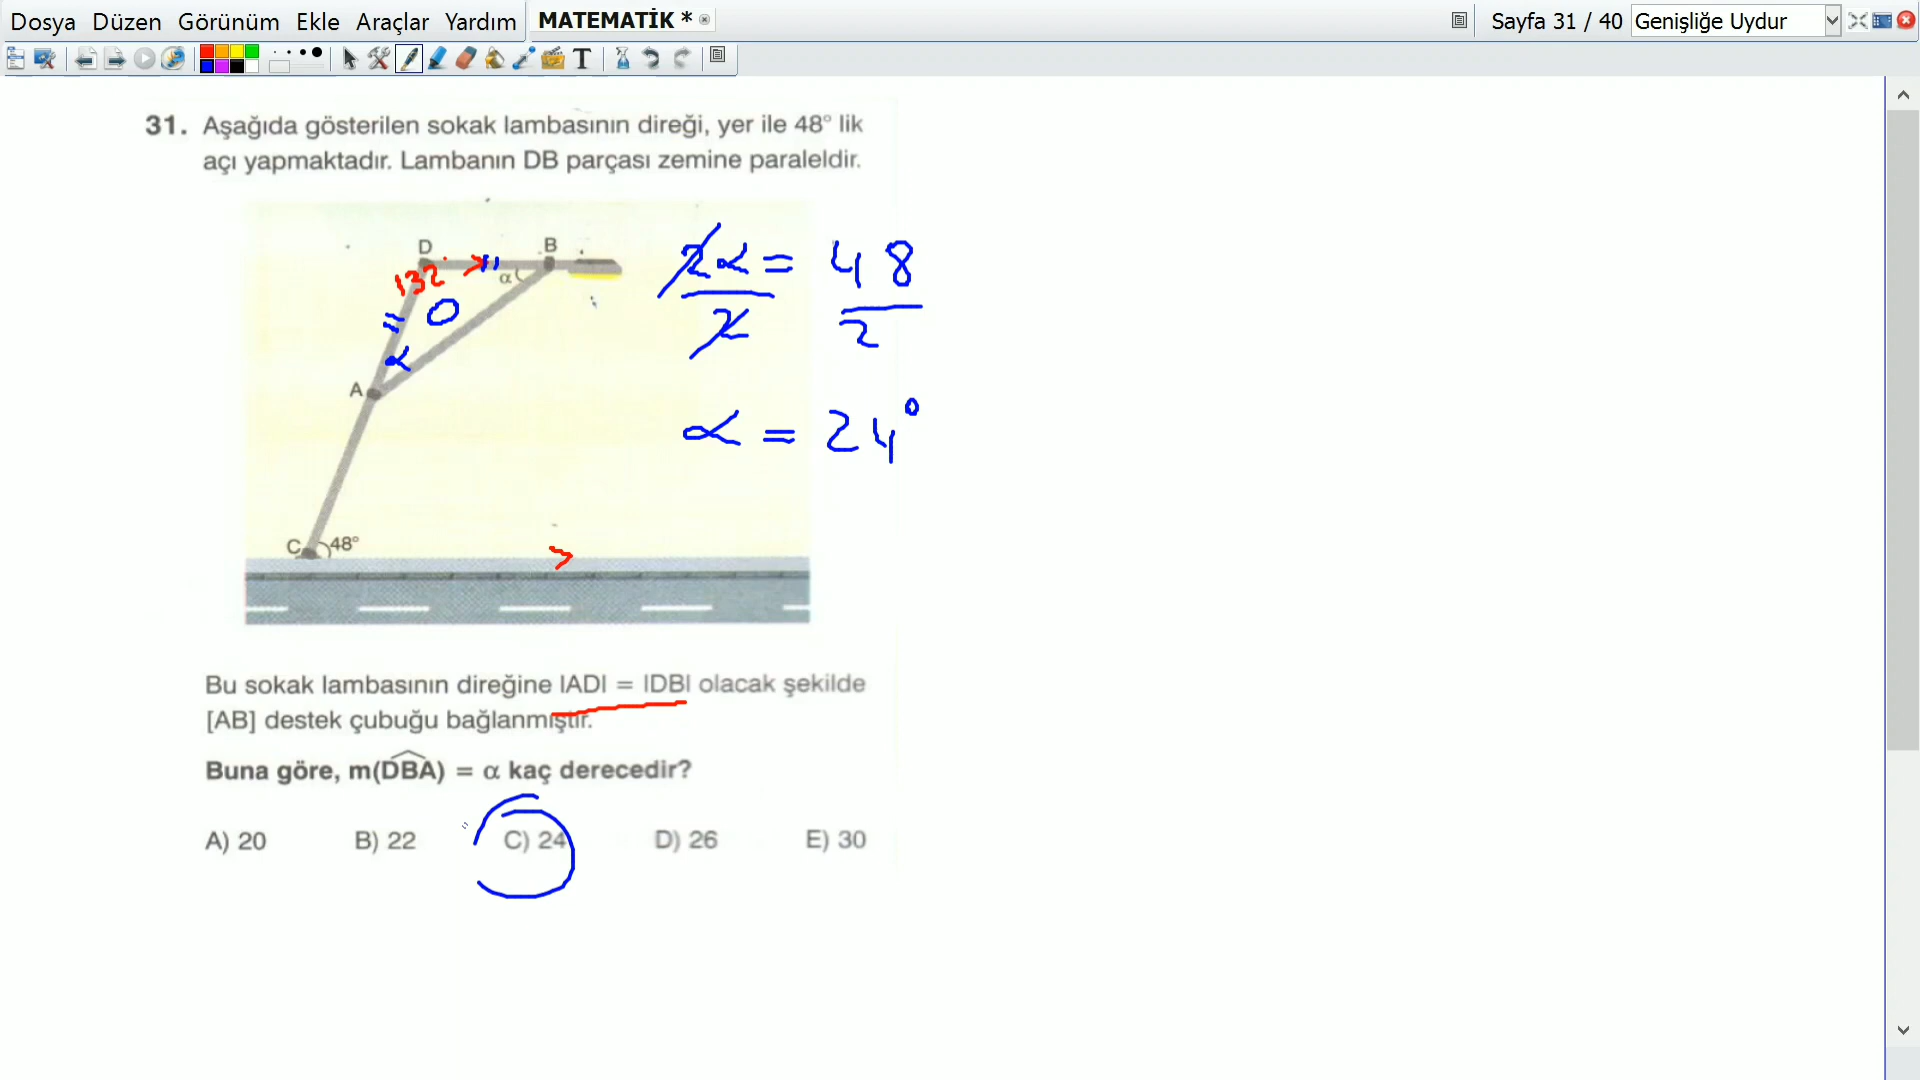 Dosya Düzen Görünüm Ekle Araçlar Yardım MATEMATİK * Sayfa 31 / 40 Genişliğe Uydur
T
31. Aşağıda gösterilen sokak lambasının direği, yer ile 48° lik
açı yapmaktadır. Lambanın DB parçası zemine paraleldir.
D B
132 α
α
A
C 48°
2α = 48
2 2
α = 24°
Bu sokak lambasının direğine |AD| = |DB| olacak şekilde
[AB] destek çubuğu bağlanmıştır.
Buna göre, m(DBA) = α kaç derecedir?
A) 20 B) 22 C) 24 D) 26 E) 30